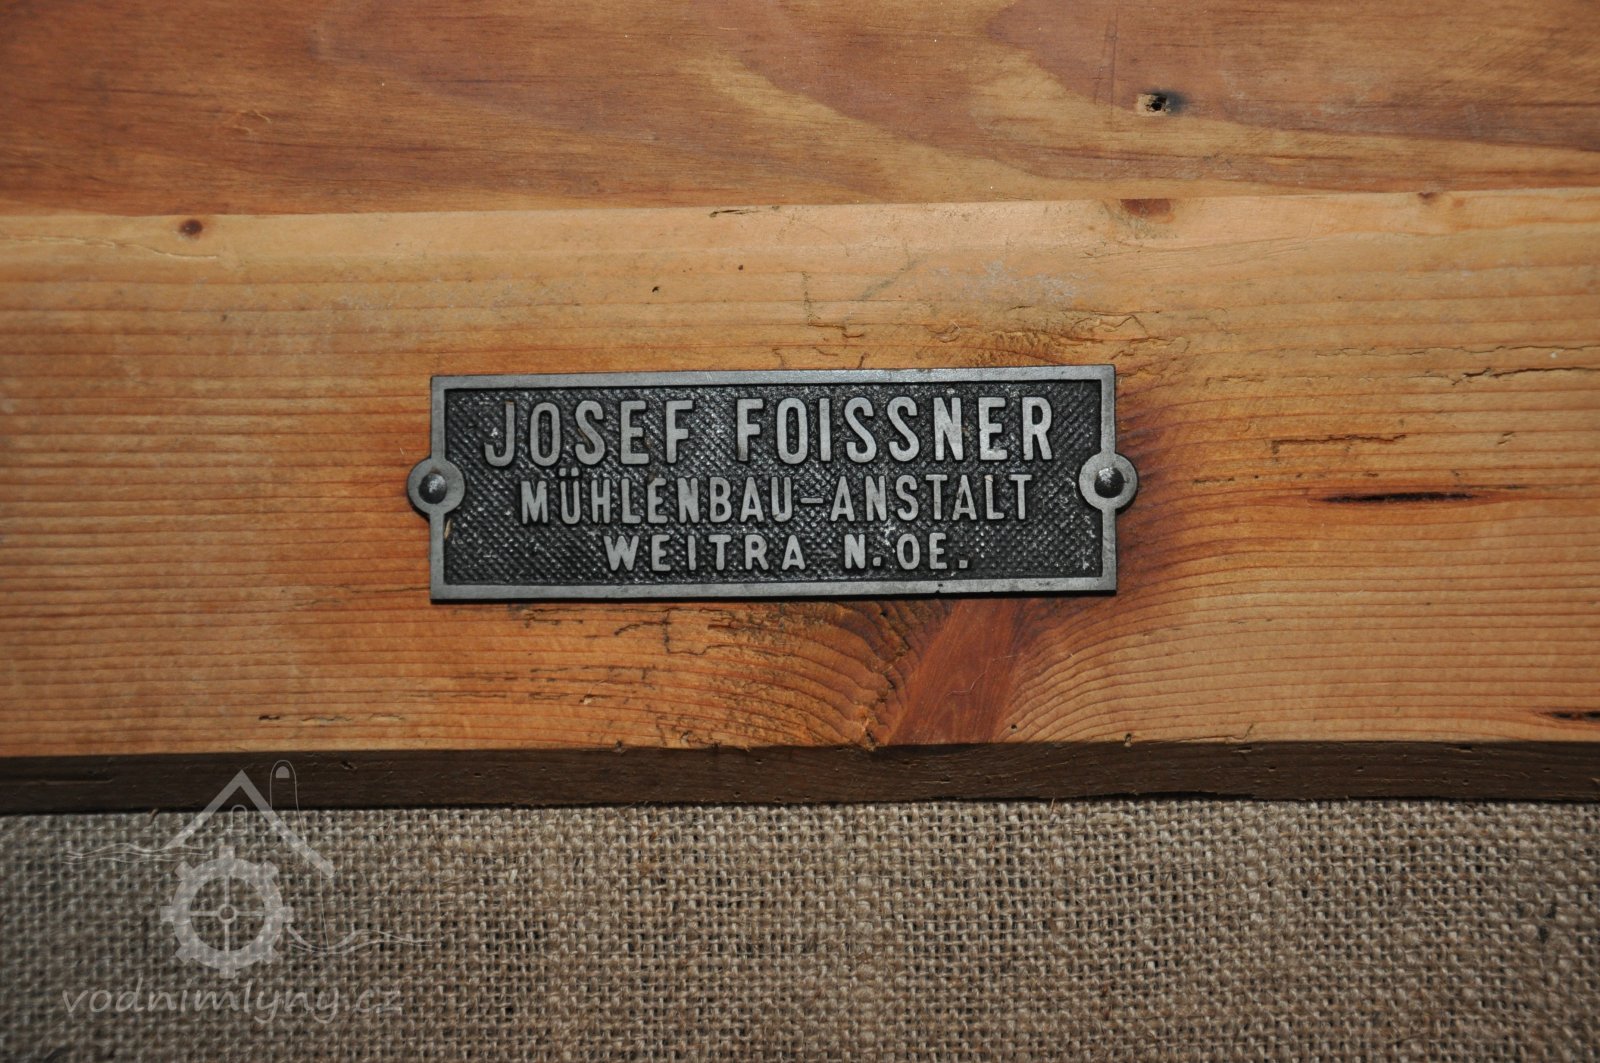 JOSEF FOISSNER
MÜHLENBAU-ANSTALT
WEITRA N.OE.
vodnimlyny.cz